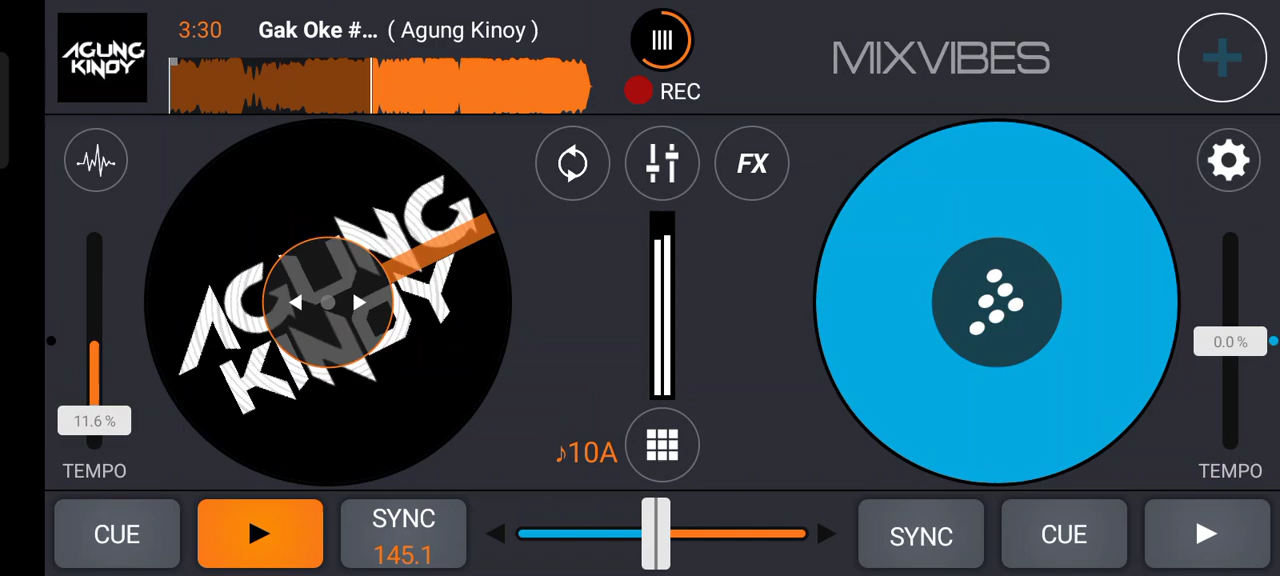 AGUNG
KINOY
3:30 Gak Oke #... ( Agung Kinoy )
REC
MIXVIBES
FX
AGUNG
KINOY
11.6 %
TEMPO
♪10A
0.0 %
TEMPO
CUE
SYNC
145.1
SYNC
CUE